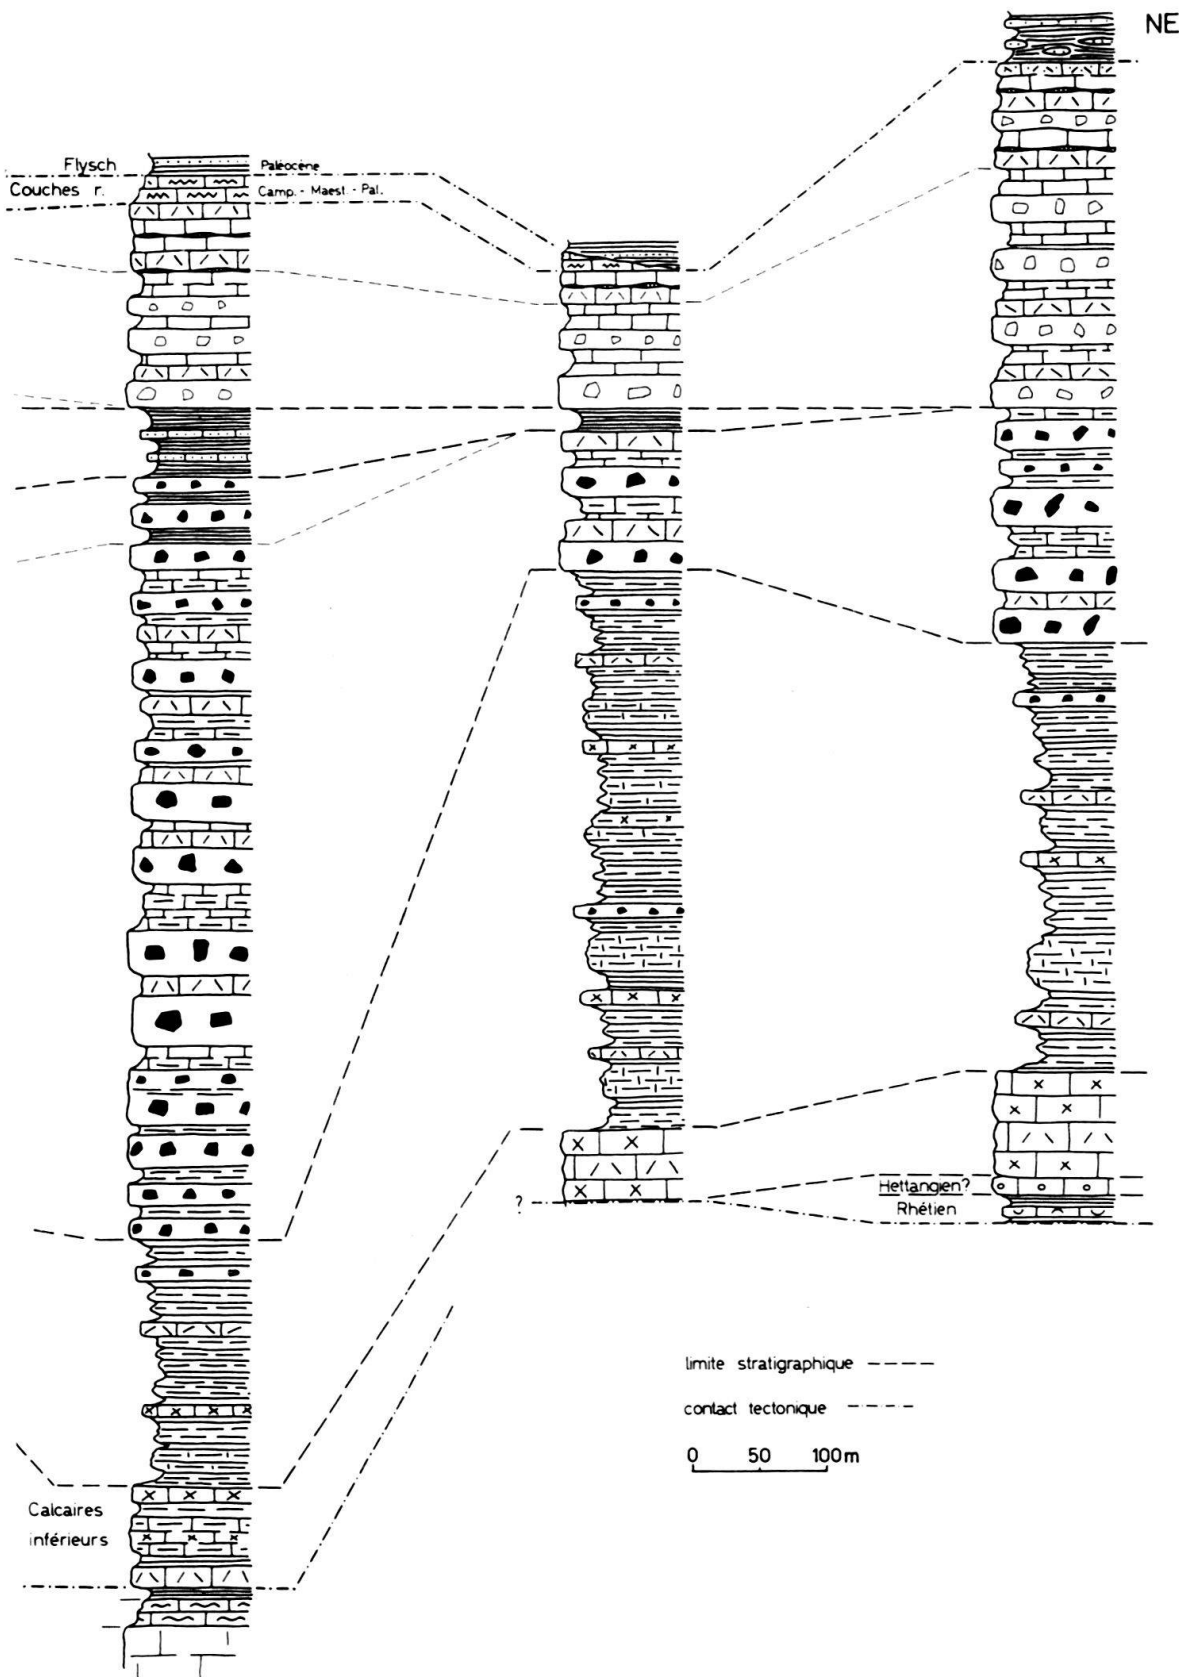 NE
Flysch Paléocène
Couches r. Camp. - Maest. - Pal.
?
Hettangien?
Rhétien
limite stratigraphique
contact tectonique
0 50 100m
Calcaires
inférieurs